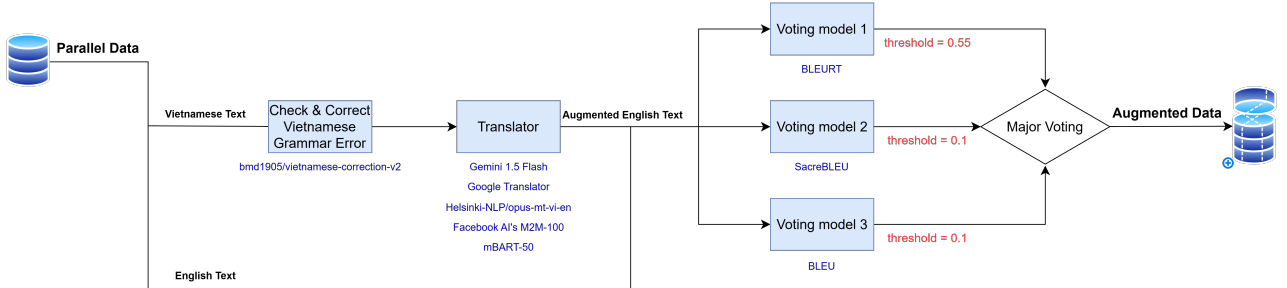 Parallel Data
Vietnamese Text
Check & Correct
Vietnamese
Grammar Error
bmd1905/vietnamese-correction-v2
Translator
Gemini 1.5 Flash
Google Translator
Helsinki-NLP/opus-mt-vi-en
Facebook AI's M2M-100
mBART-50
English Text
Augmented English Text
Voting model 1
BLEURT
threshold = 0.55
Voting model 2
SacreBLEU
threshold = 0.1
Voting model 3
BLEU
threshold = 0.1
Major Voting
Augmented Data